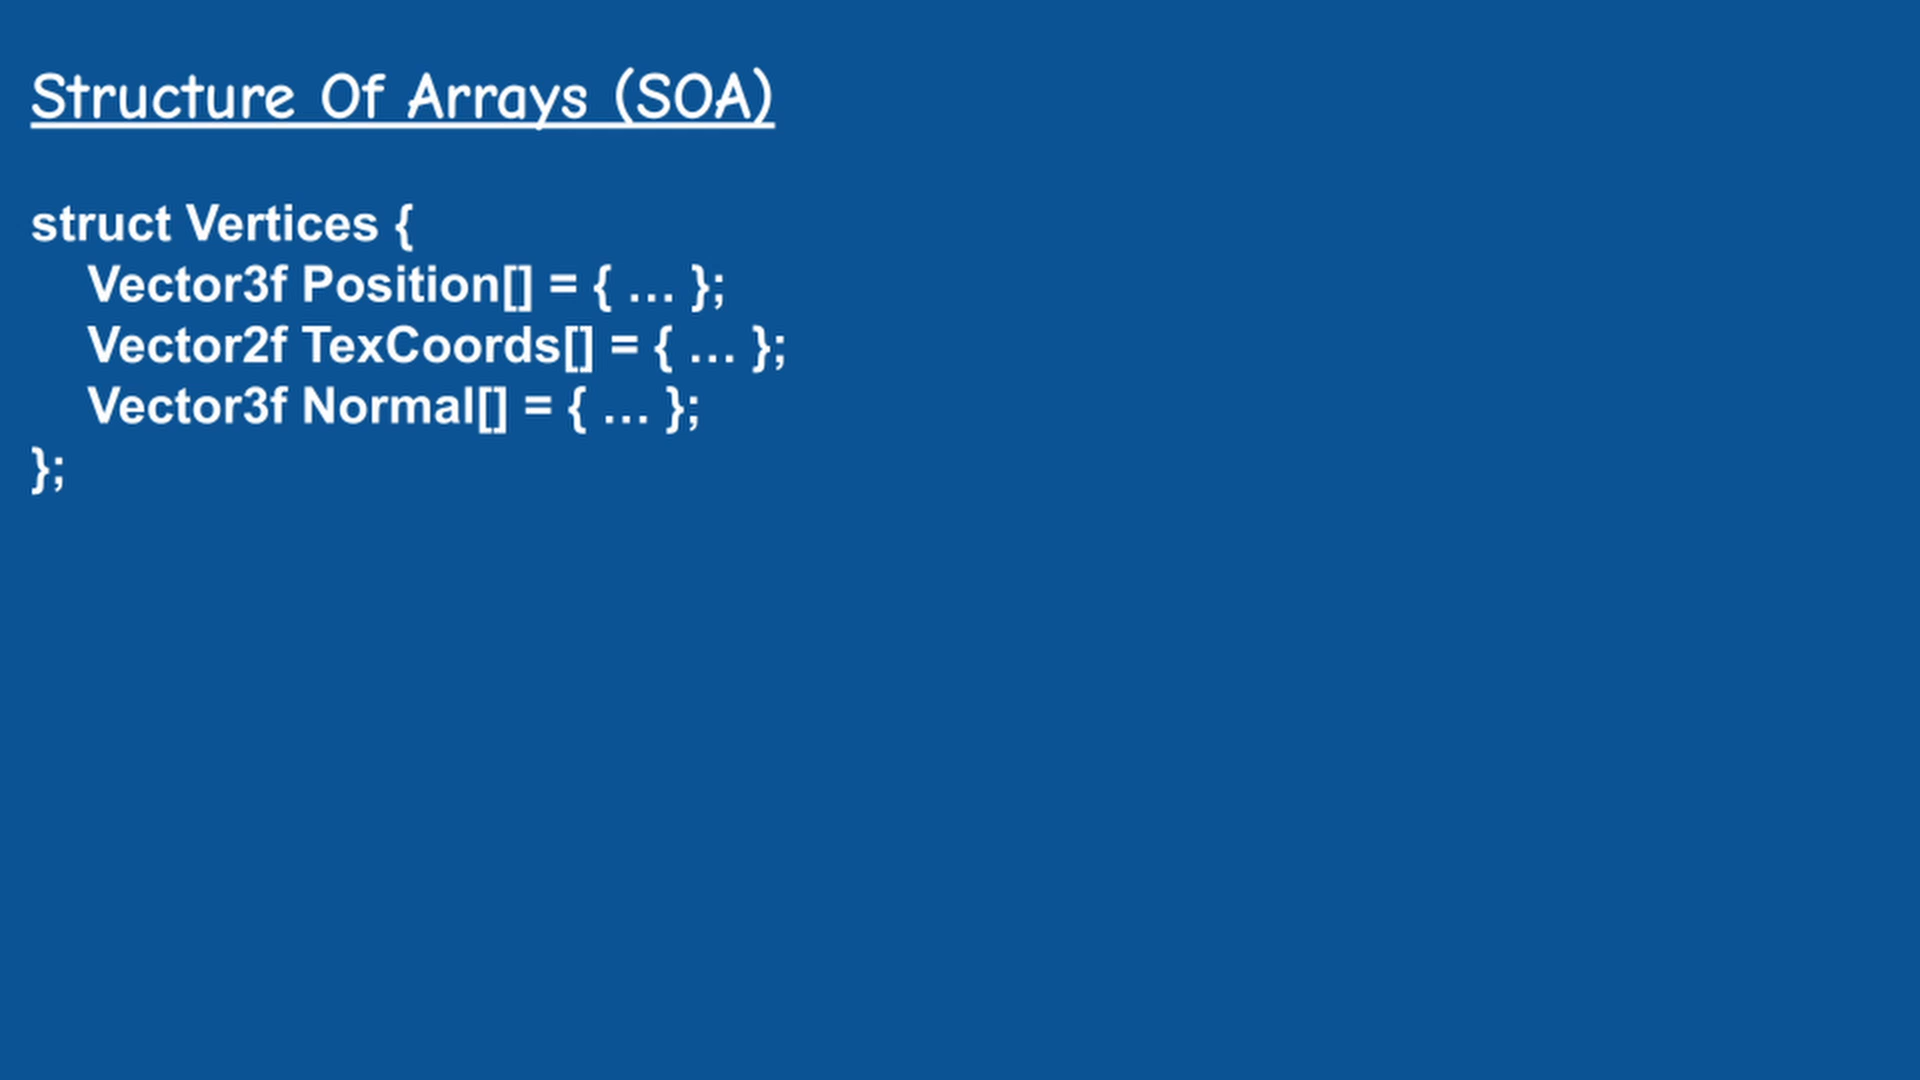 Structure Of Arrays (SOA)
struct Vertices {
Vector3f Position[] = { ... };
Vector2f TexCoords[] = { ... };
Vector3f Normal[] = { ... };
};